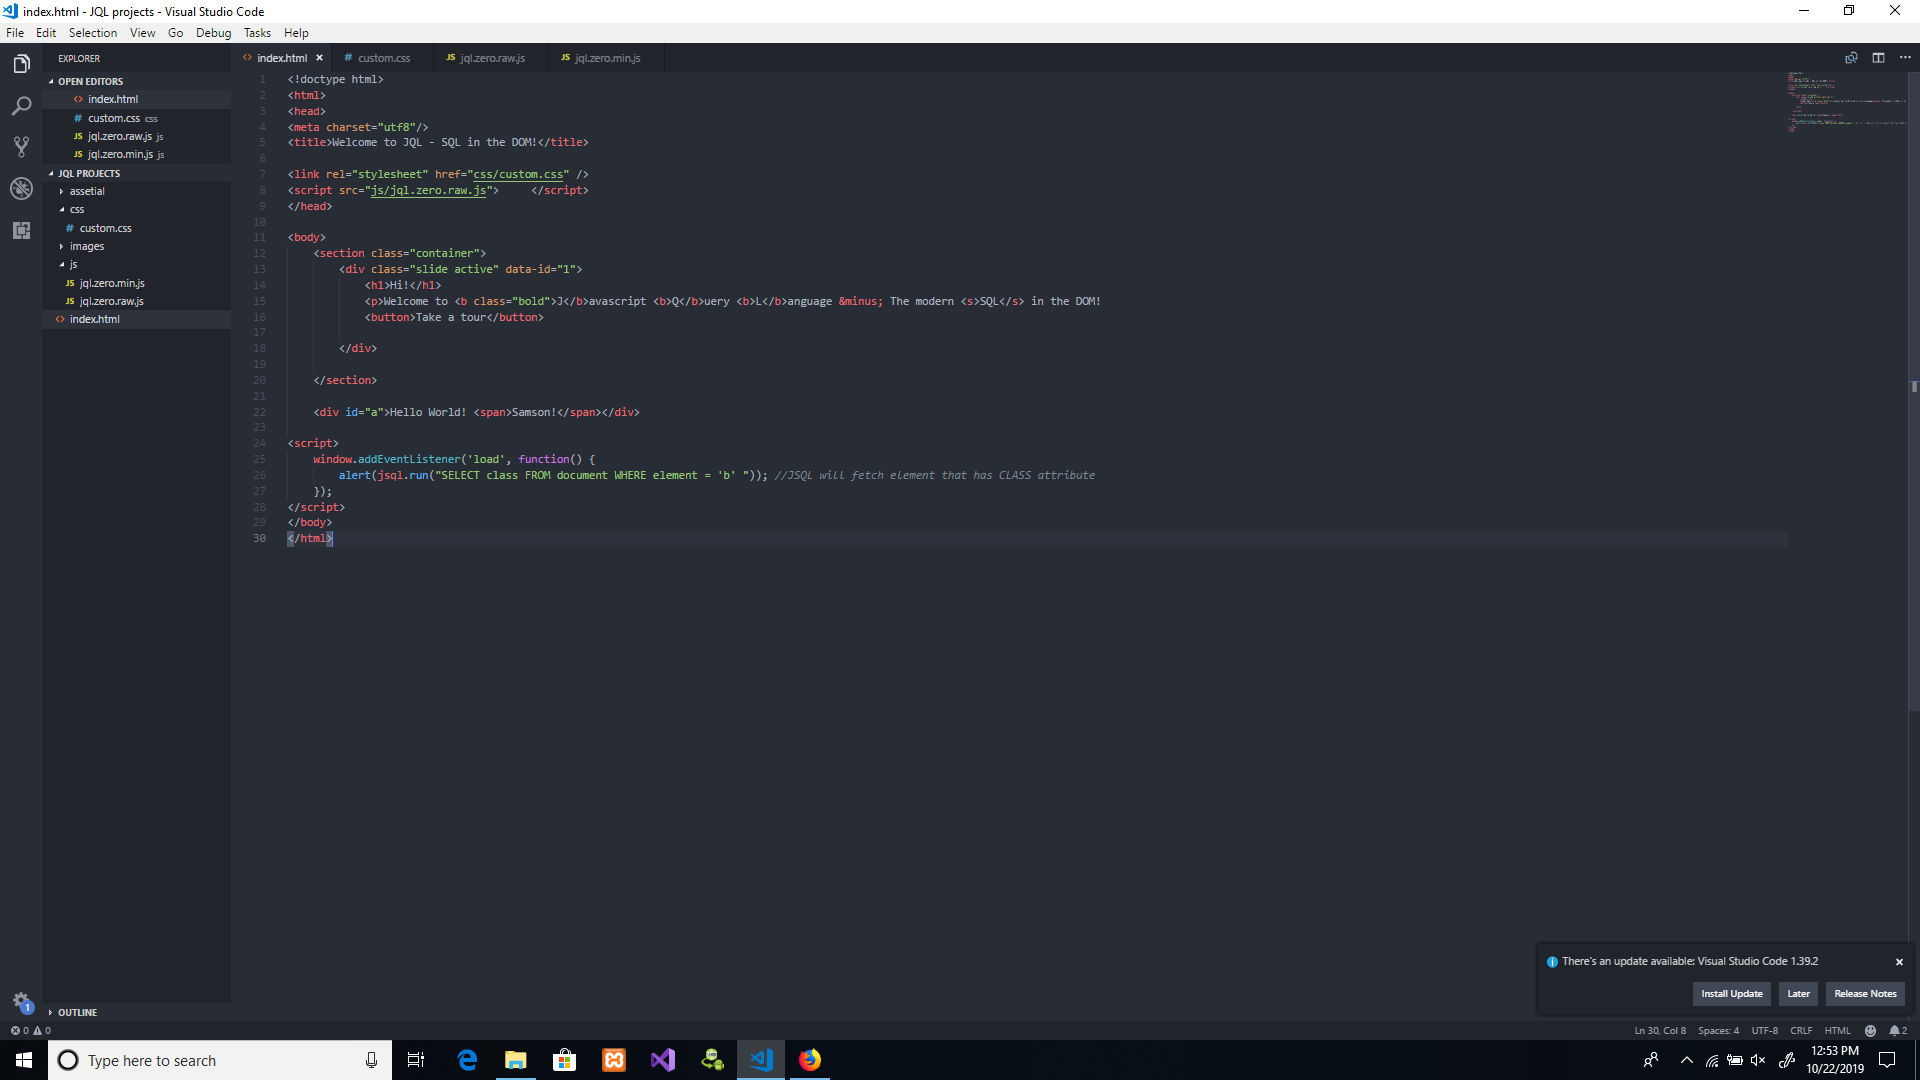 index.html - JQL projects - Visual Studio Code
File Edit Selection View Go Debug Tasks Help
EXPLORER
OPEN EDITORS
index.html
custom.css css
jql.zero.raw.js js
jql.zero.min.js js
JQL PROJECTS
assetial
css
# custom.css
images
js
JS jql.zero.min.js
JS jql.zero.raw.js
<> index.html
OUTLINE
<> index.html × # custom.css JS jql.zero.raw.js JS jql.zero.min.js
1 <!doctype html>
2 <html>
3 <head>
4 <meta charset="utf8"/>
5 <title>Welcome to JQL - SQL in the DOM!</title>
6
7 <link rel="stylesheet" href="css/custom.css" />
8 <script src="js/jql.zero.raw.js">     </script>
9 </head>
10
11 <body>
12     <section class="container">
13         <div class="slide active" data-id="1">
14             <h1>Hi!</h1>
15             <p>Welcome to <b class="bold">J</b>avascript <b>Q</b>uery <b>L</b>anguage &minus; The modern <s>SQL</s> in the DOM!
16             <button>Take a tour</button>
17
18         </div>
19
20     </section>
21
22     <div id="a">Hello World! <span>Samson!</span></div>
23
24 <script>
25     window.addEventListener('load', function() {
26         alert(jsql.run("SELECT class FROM document WHERE element = 'b' ")); //JSQL will fetch element that has CLASS attribute
27     });
28 </script>
29 </body>
30 </html>
There's an update available: Visual Studio Code 1.39.2
Install Update Later Release Notes
1
0 0 Ln 30, Col 8 Spaces: 4 UTF-8 CRLF HTML 2
Type here to search
12:53 PM
10/22/2019